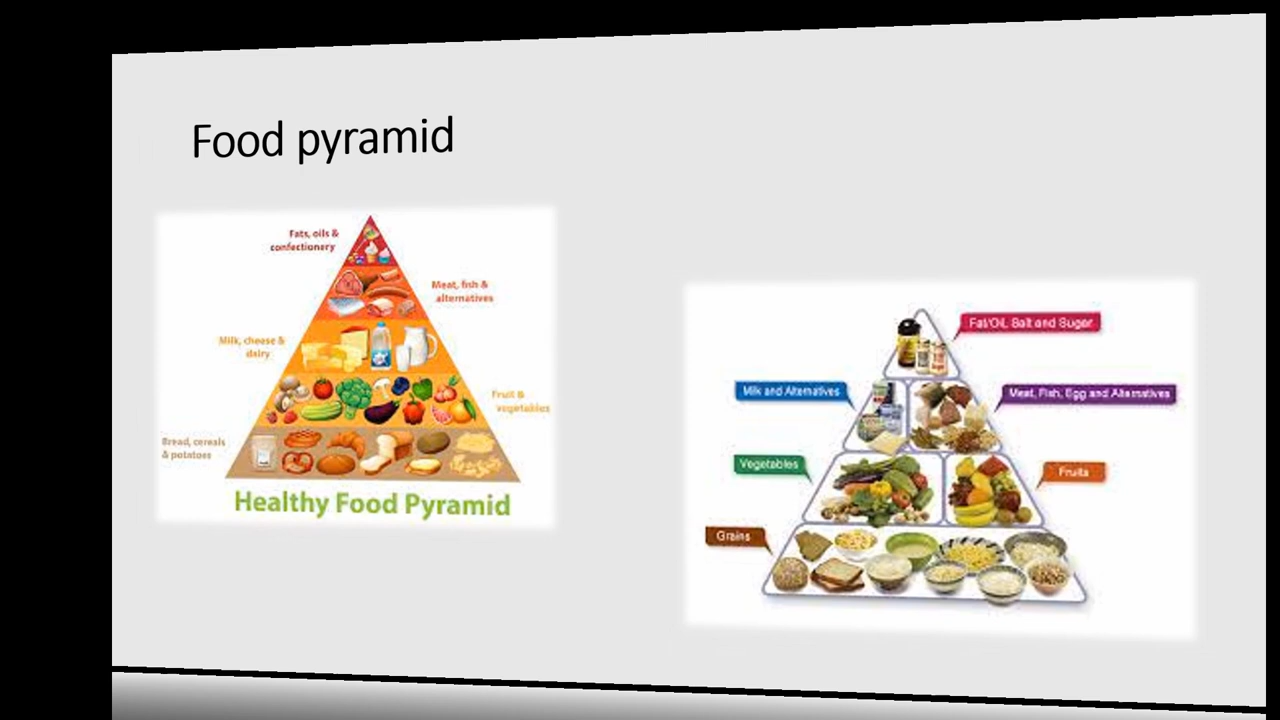 Food pyramid
Fats, oils &
confectionery
Meat, fish &
alternatives
Milk, cheese &
dairy
Fruit &
vegetables
Bread, cereals
& potatoes
Healthy Food Pyramid
Fat/Oil, Salt and Sugar
Milk and Alternatives
Meat, Fish, Egg and Alternatives
Vegetables
Fruits
Grains